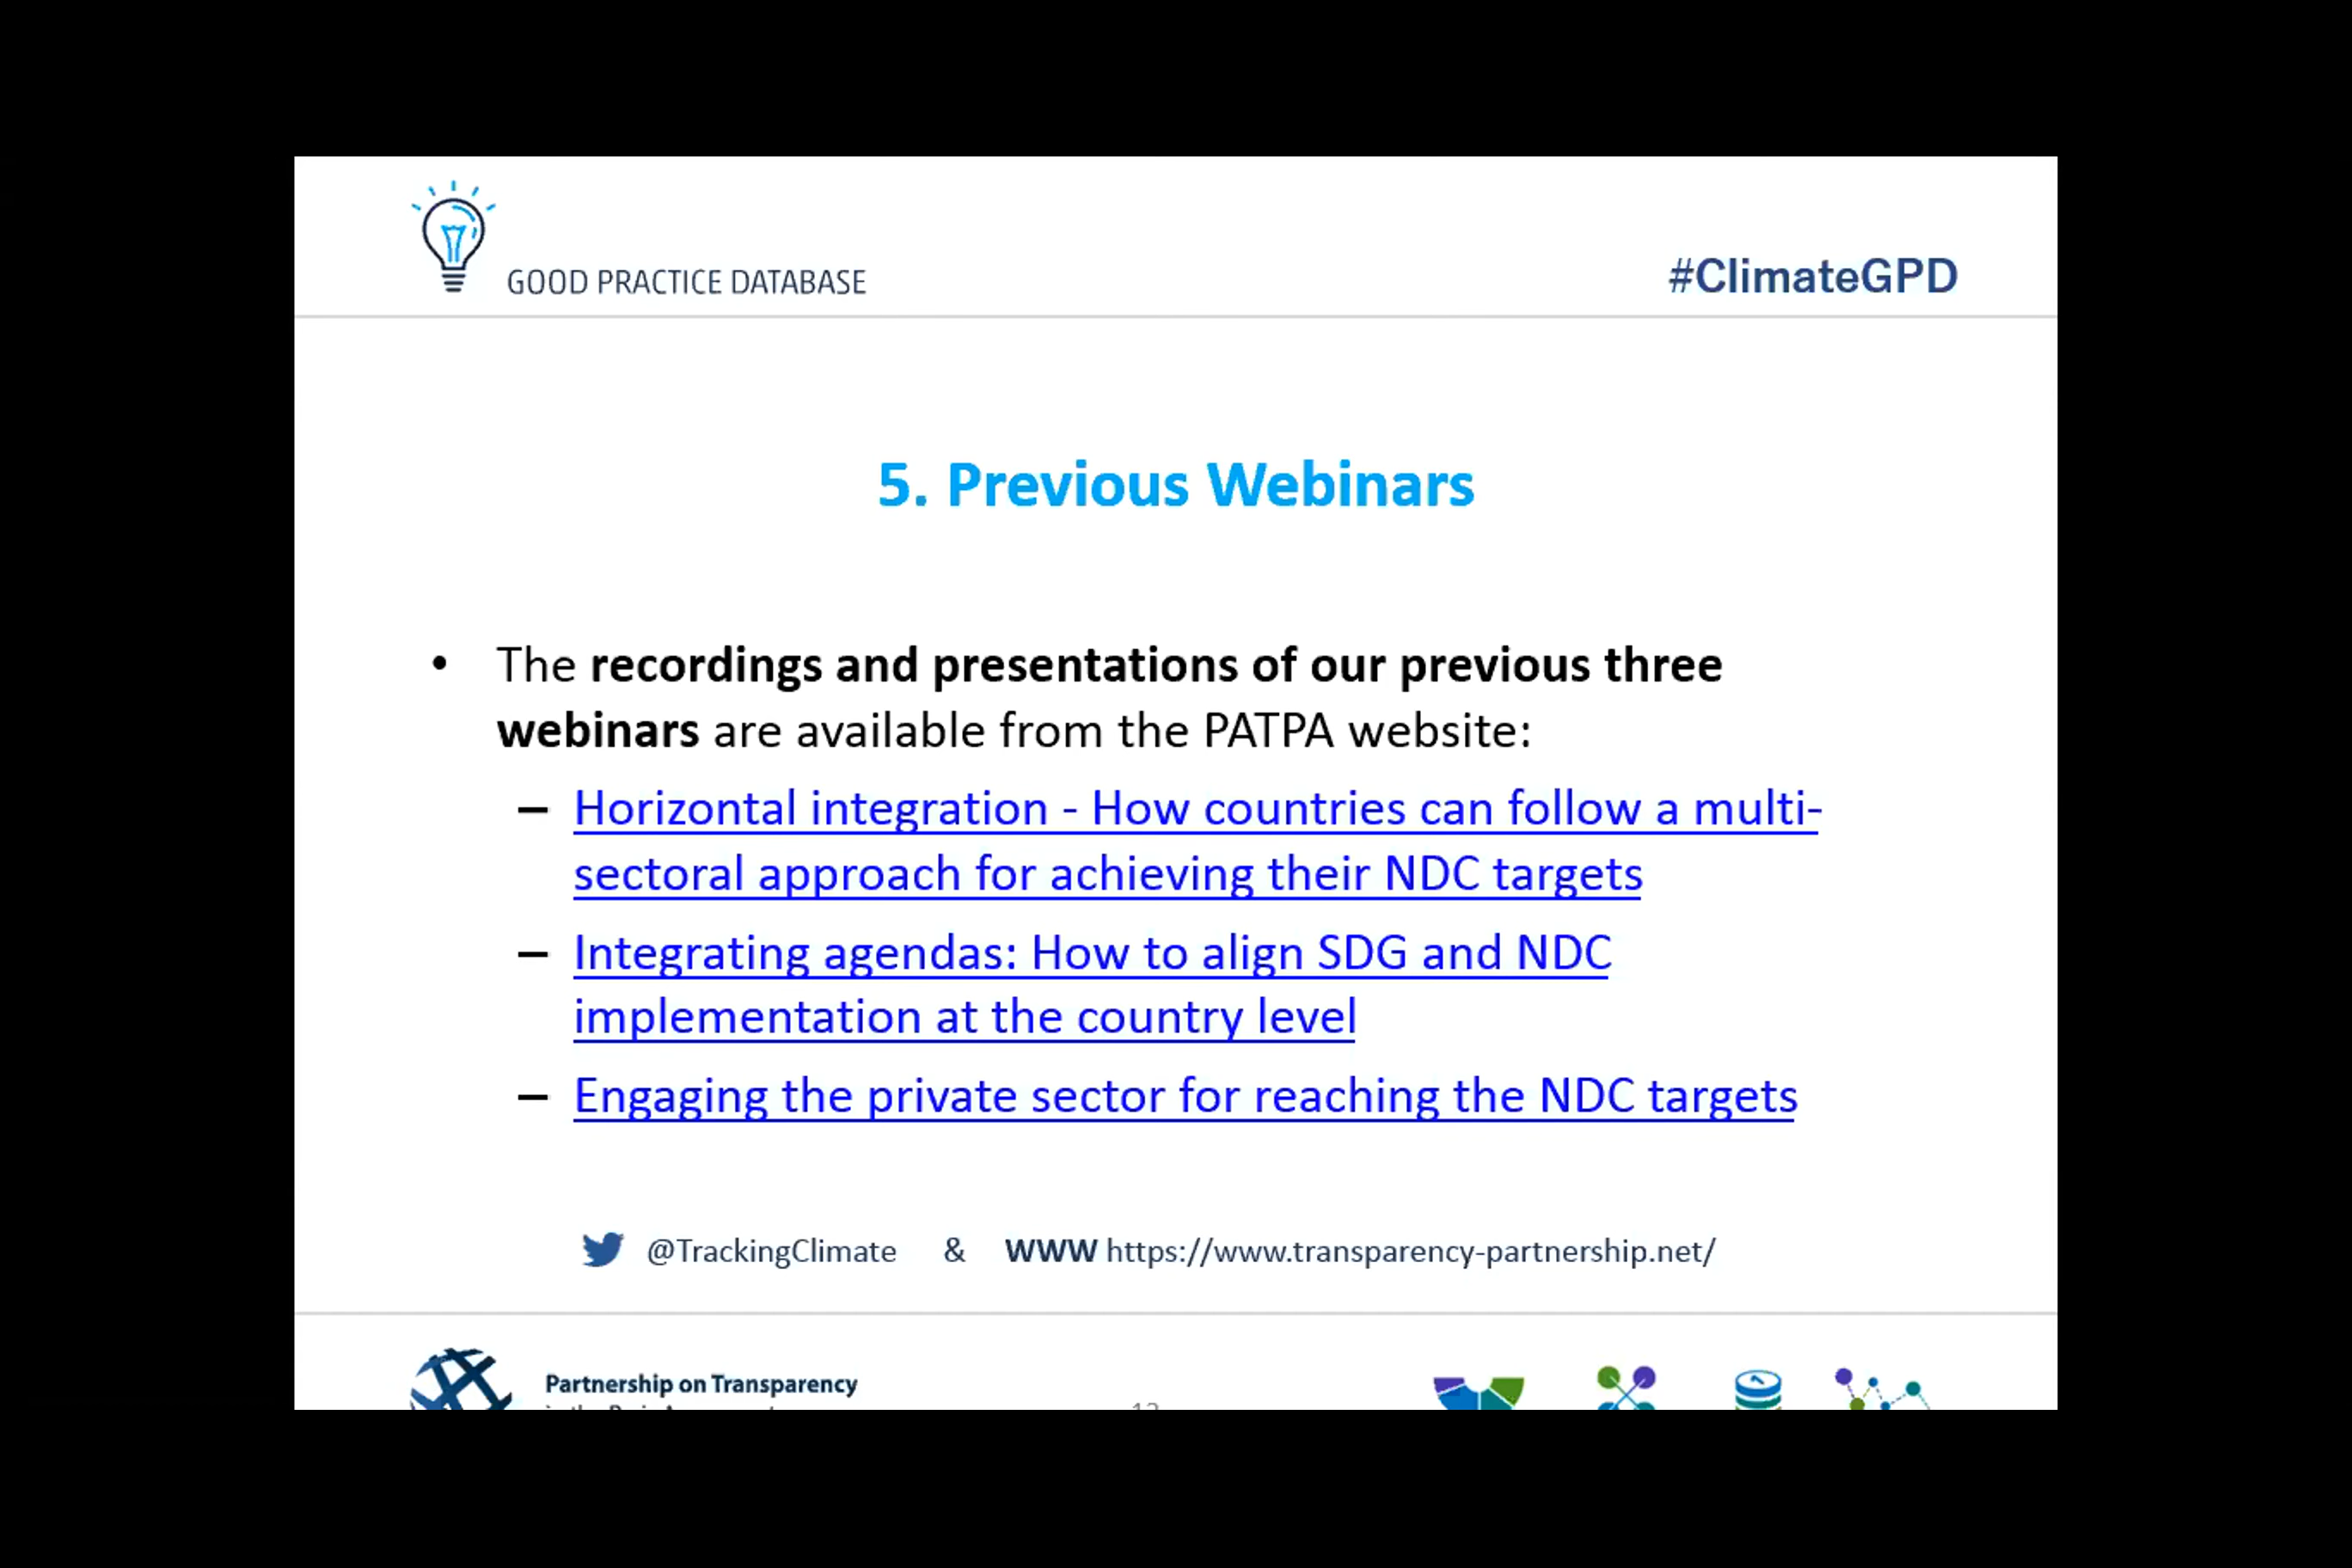 GOOD PRACTICE DATABASE
#ClimateGPD
5. Previous Webinars
• The recordings and presentations of our previous three
webinars are available from the PATPA website:
– Horizontal integration - How countries can follow a multi-
sectoral approach for achieving their NDC targets
– Integrating agendas: How to align SDG and NDC
implementation at the country level
– Engaging the private sector for reaching the NDC targets
@TrackingClimate & WWW https://www.transparency-partnership.net/
Partnership on Transparency